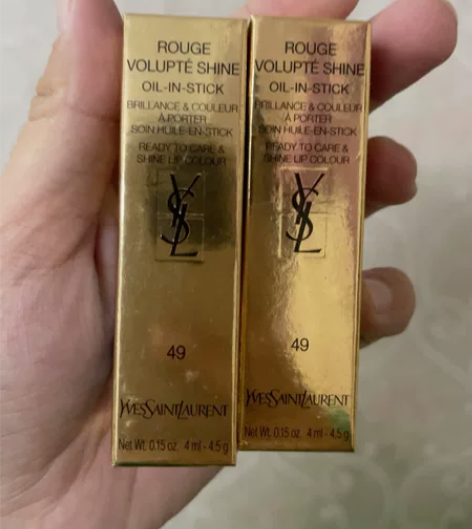 ROUGE
VOLUPTÉ SHINE
OIL-IN-STICK
BRILLANCE & COULEUR
À PORTER
SOIN HUILE-EN-STICK
READY TO CARE &
SHINE LIP COLOUR
YSL
49
YVESSAINTLAURENT
Net Wt. 0.15 oz. 4 ml - 4.5 g
ROUGE
VOLUPTÉ SHINE
OIL-IN-STICK
BRILLANCE & COULEUR
À PORTER
SOIN HUILE-EN-STICK
READY TO CARE &
SHINE LIP COLOUR
YSL
49
YVESSAINTLAURENT
Net Wt. 0.15 oz. 4 ml - 4.5 g